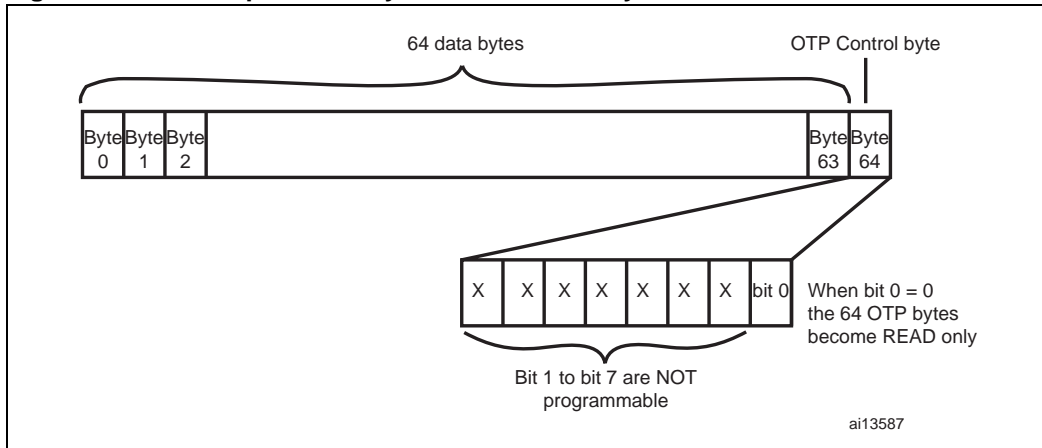 64 data bytes
OTP Control byte
Byte Byte Byte Byte Byte
0 1 2 63 64
X X X X X X X bit 0
When bit 0 = 0
the 64 OTP bytes
become READ only
Bit 1 to bit 7 are NOT
programmable
ai13587